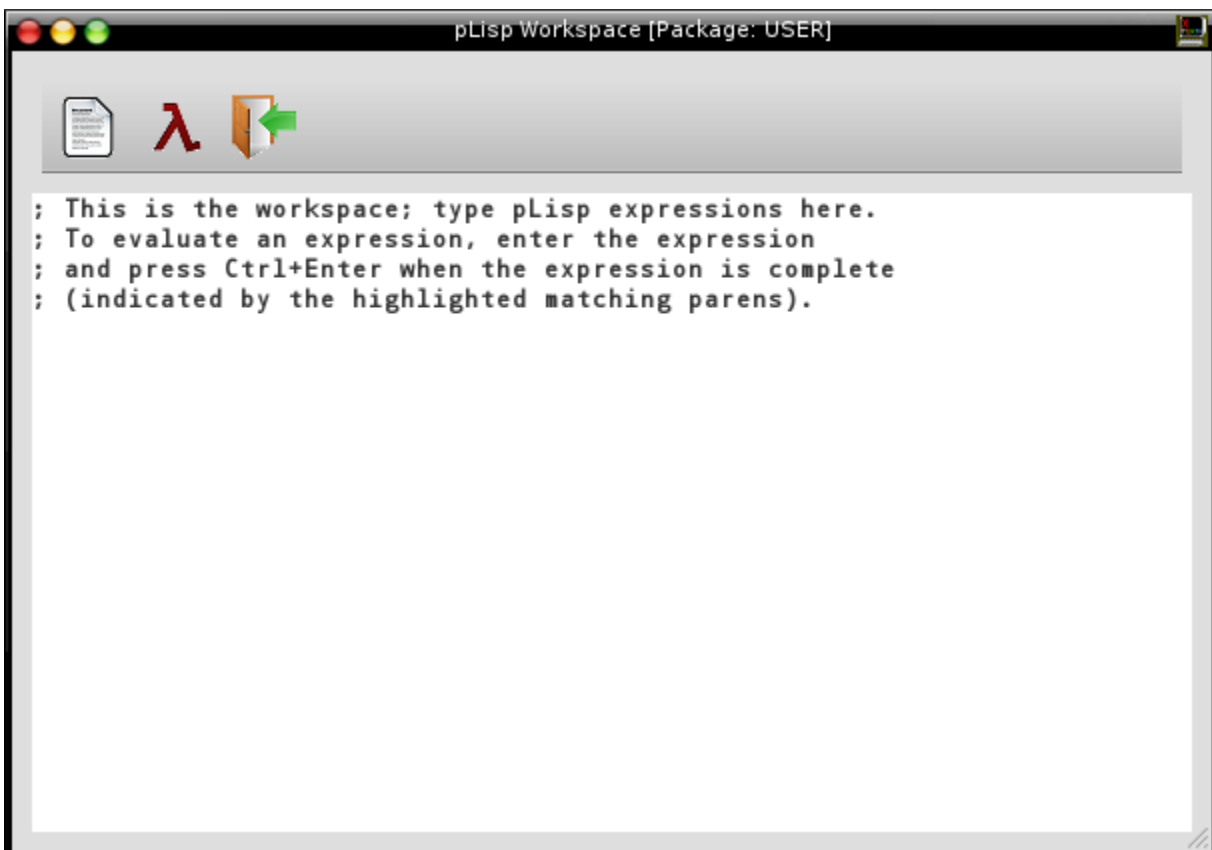 pLisp Workspace [Package: USER]
λ
; This is the workspace; type pLisp expressions here.
; To evaluate an expression, enter the expression
; and press Ctrl+Enter when the expression is complete
; (indicated by the highlighted matching parens).